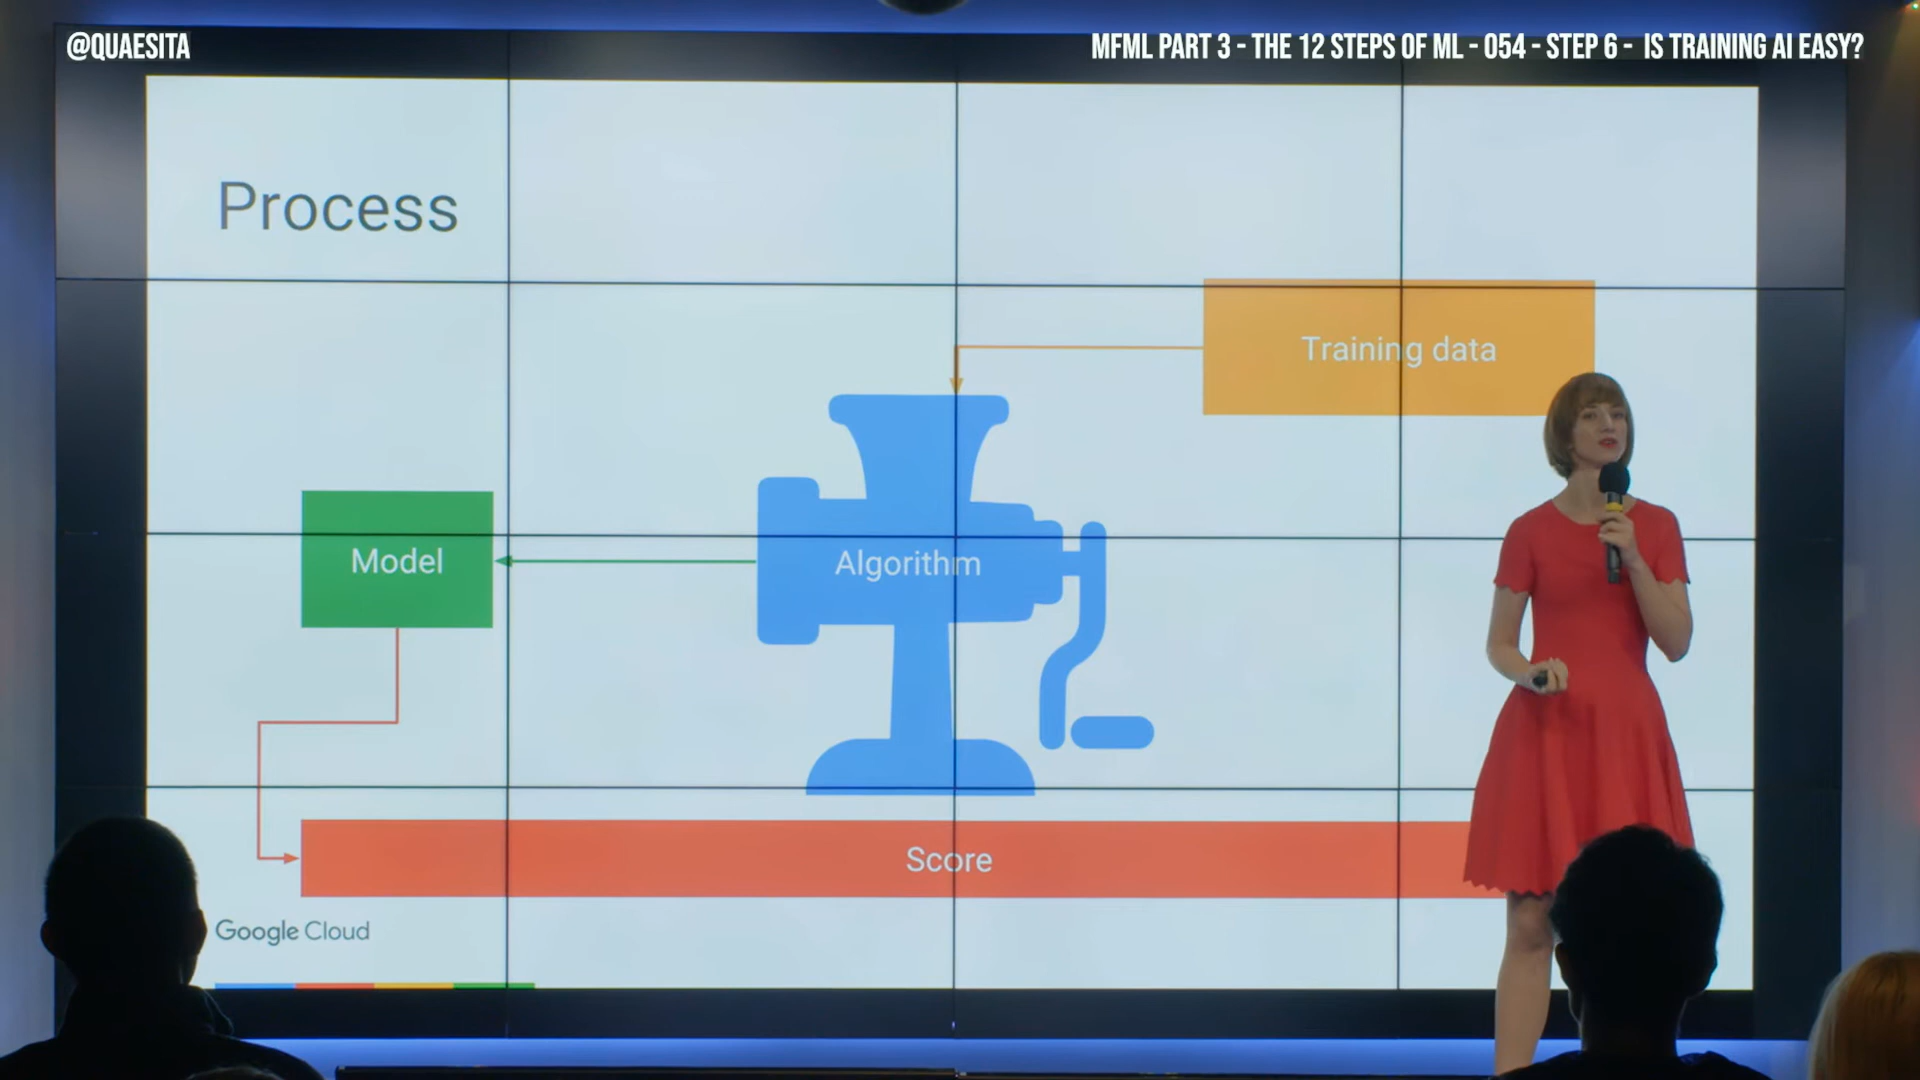 @QUAESITA
MFML PART 3 - THE 12 STEPS OF ML - 054 - STEP 6 - IS TRAINING AI EASY?
Process
Training data
Model
Algorithm
Score
Google Cloud